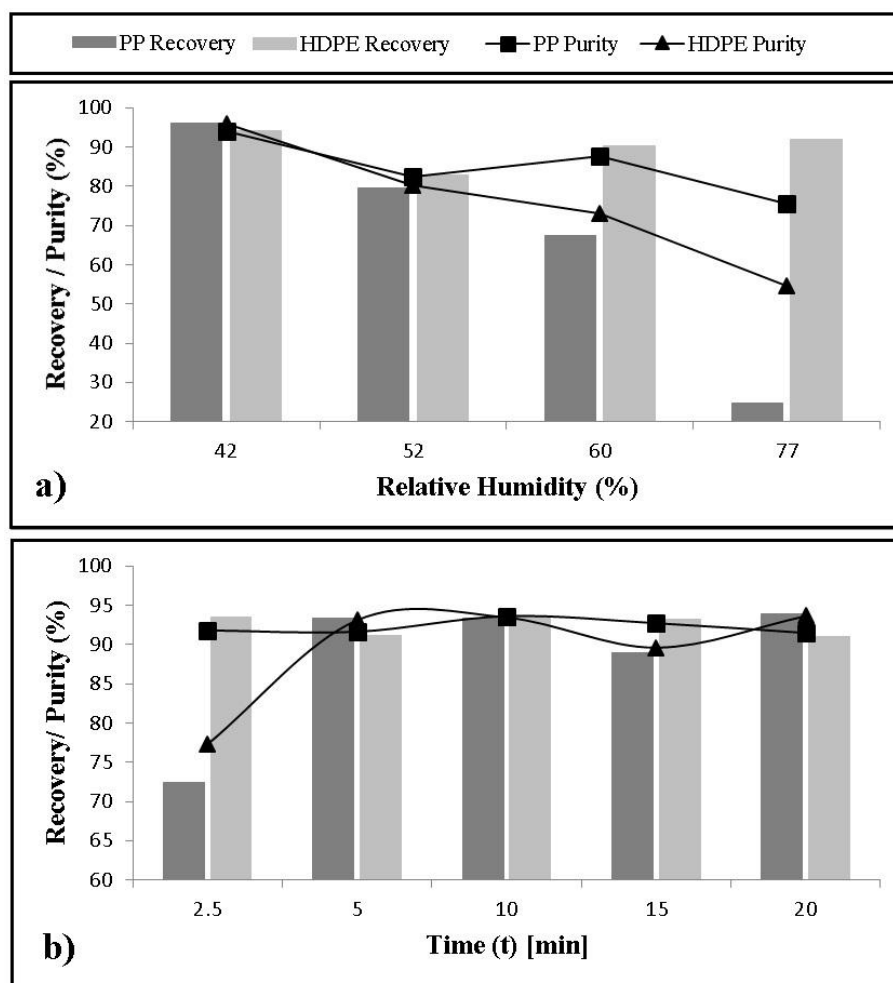 PP Recovery HDPE Recovery PP Purity HDPE Purity
Recovery / Purity (%)
100
90
80
70
60
50
40
30
20
42 52 60 77
Relative Humidity (%)
a)
Recovery/ Purity (%)
100
95
90
85
80
75
70
65
60
2.5 5 10 15 20
Time (t) [min]
b)